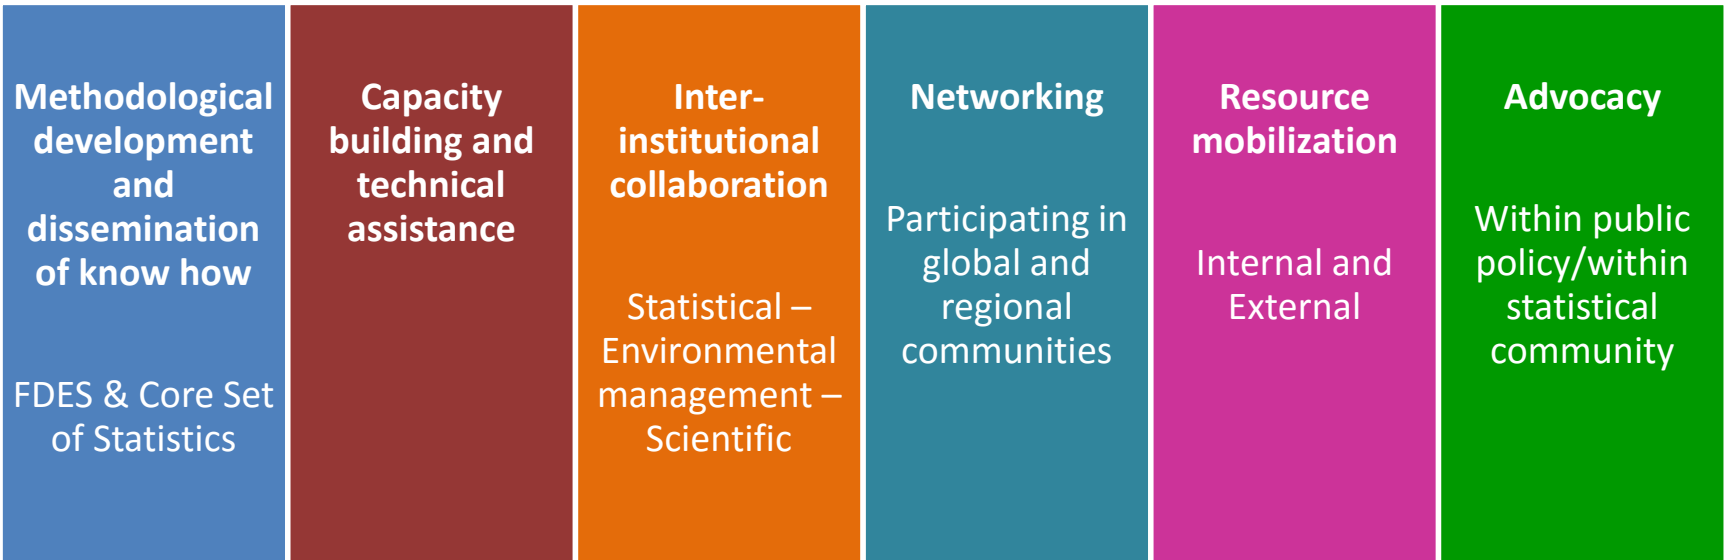 Methodological
development
and
dissemination
of know how
FDES & Core Set
of Statistics
Capacity
building and
technical
assistance
Inter-
institutional
collaboration
Statistical –
Environmental
management –
Scientific
Networking
Participating in
global and
regional
communities
Resource
mobilization
Internal and
External
Advocacy
Within public
policy/within
statistical
community